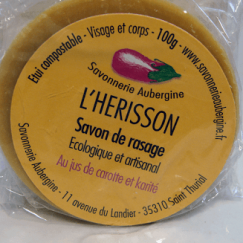 Etui compostable - Visage et corps - 100g - www.savonnerieaubergine.fr
Savonnerie Aubergine
L'HERISSON
Savon de rasage
Ecologique et artisanal
Au jus de carotte et karité
Savonnerie Aubergine - 11 avenue du Landier - 35310 Saint Thurial